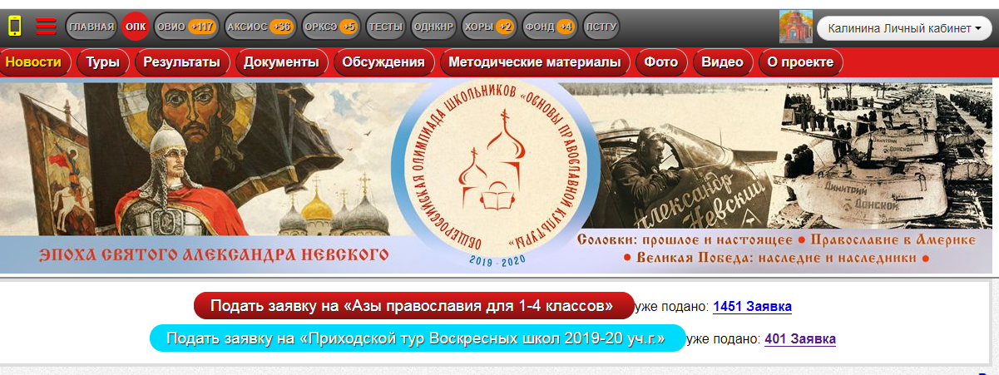 ГЛАВНАЯ ОПК ОВИО +117 АКСИОС +36 ОРКСЭ +5 ТЕСТЫ ОДНКНР ХОРЫ +2 ФОНД +4 ПСТГУ Калинина Личный кабинет
Новости Туры Результаты Документы Обсуждения Методические материалы Фото Видео О проекте
ОБЩЕРОССИЙСКАЯ ОЛИМПИАДА ШКОЛЬНИКОВ «ОСНОВЫ ПРАВОСЛАВНОЙ КУЛЬТУРЫ»
2019 - 2020
Александр
Невский
ДИМИТРИЙ
ДОНСКОЙ
ДИМИТРИЙ
ДОНСКОЙ
ЭПОХА СВЯТОГО АЛЕКСАНДРА НЕВСКОГО
Соловки: прошлое и настоящее ● Православие в Америке
● Великая Победа: наследие и наследники ●
Подать заявку на «Азы православия для 1-4 классов» уже подано: 1451 Заявка
Подать заявку на «Приходской тур Воскресных школ 2019-20 уч.г.» уже подано: 401 Заявка